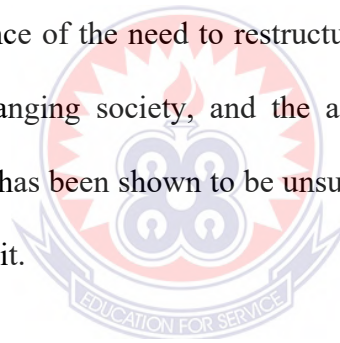 nce of the need to restructu
anging society, and the a
has been shown to be unsu
it.
EDUCATION FOR SERVICE